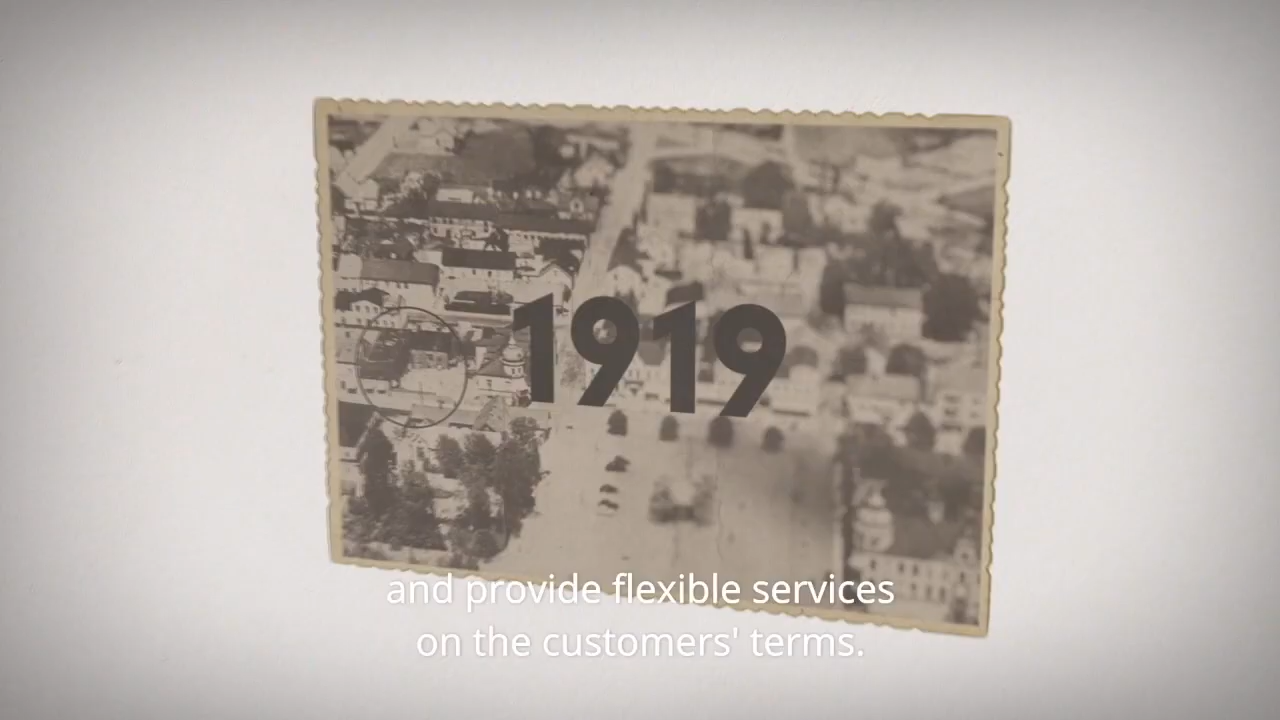 1919
and provide flexible services
on the customers' terms.